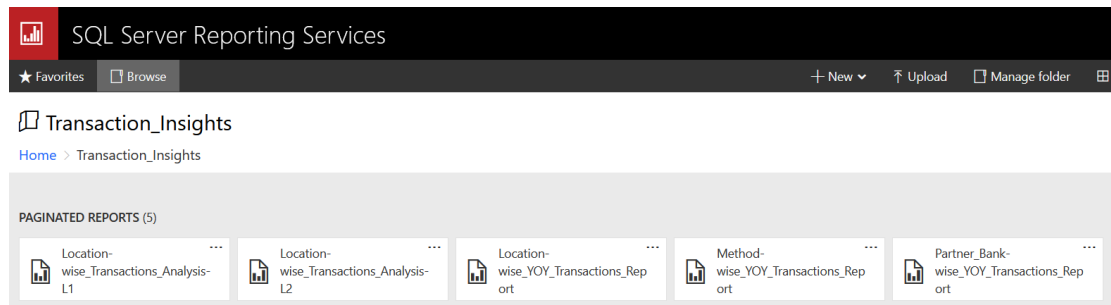 SQL Server Reporting Services
Favorites Browse New Upload Manage folder
Transaction_Insights
Home > Transaction_Insights
PAGINATED REPORTS (5)
Location-
wise_Transactions_Analysis-
L1
Location-
wise_Transactions_Analysis-
L2
Location-
wise_YOY_Transactions_Rep
ort
Method-
wise_YOY_Transactions_Rep
ort
Partner_Bank-
wise_YOY_Transactions_Rep
ort